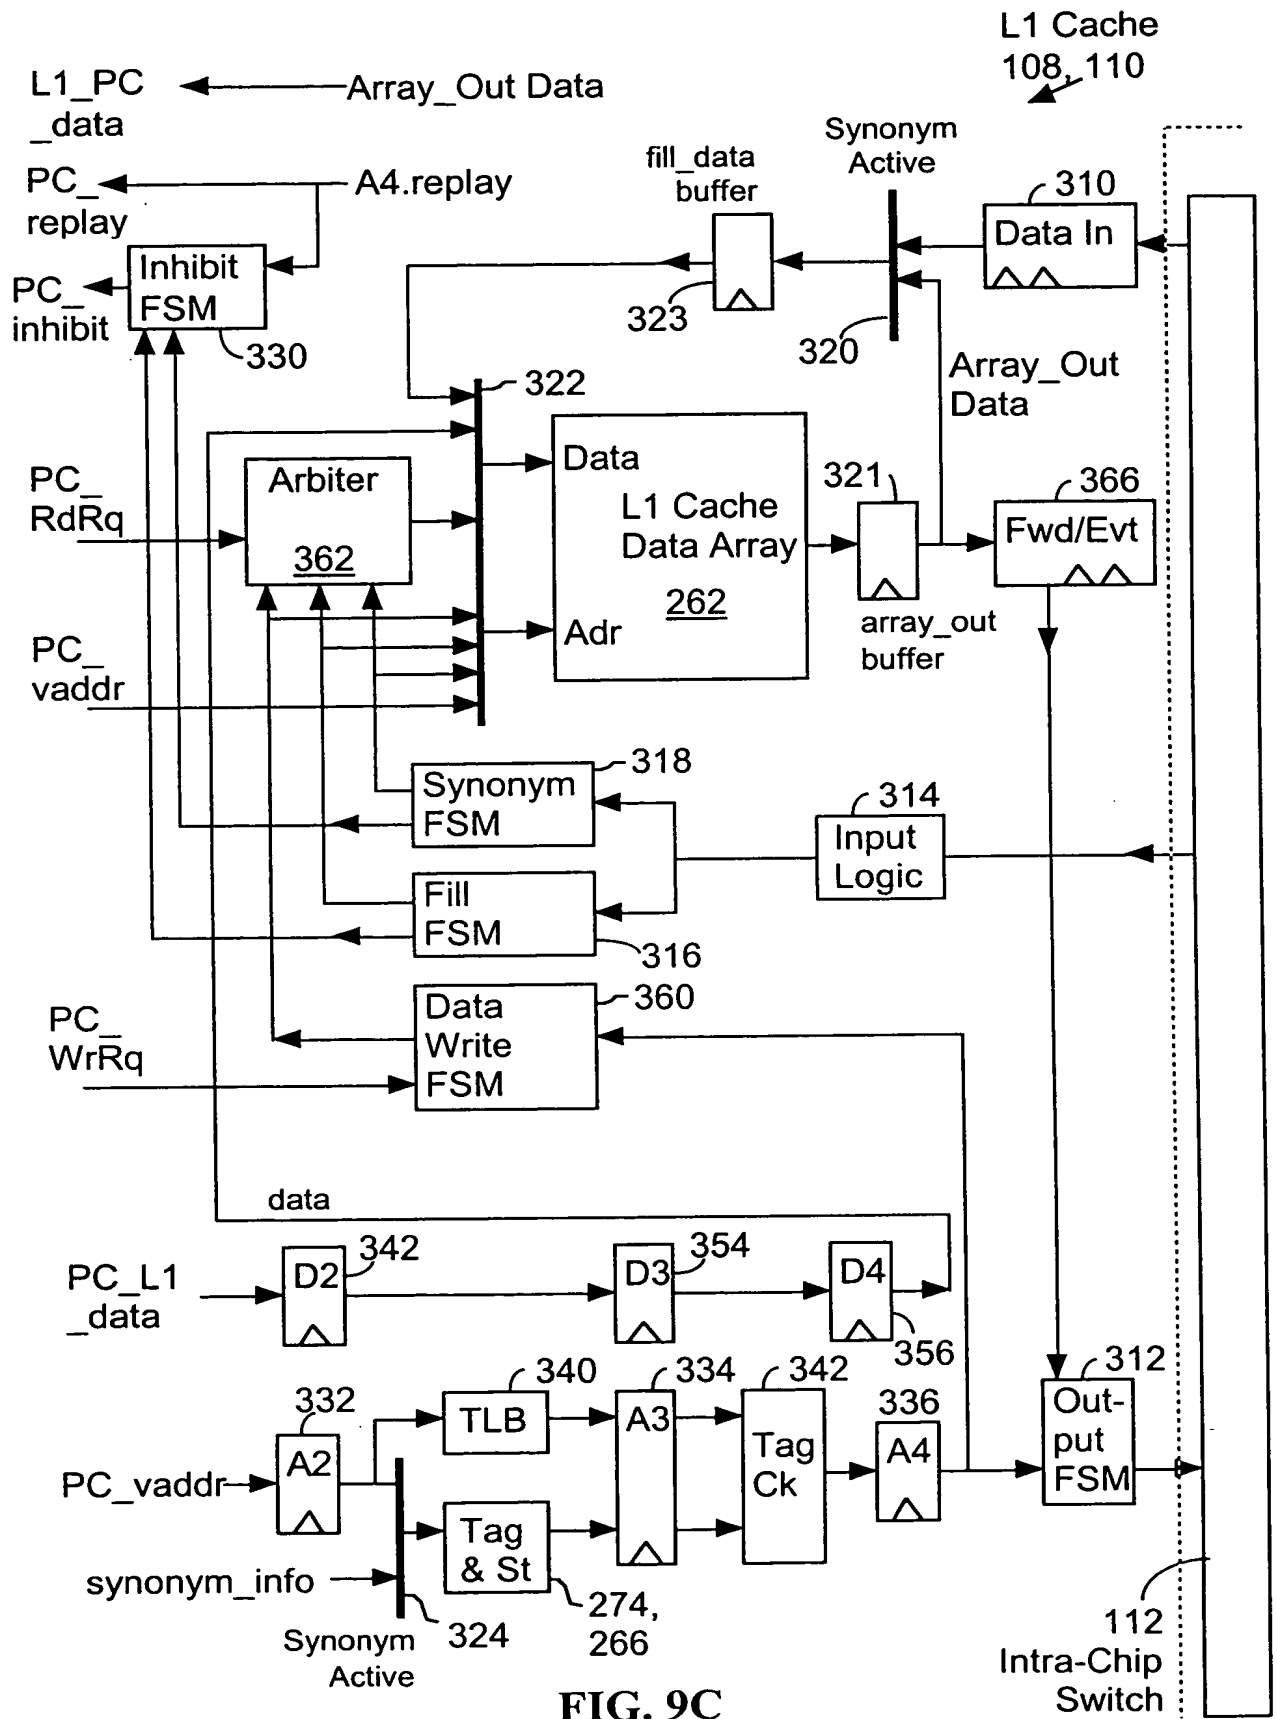 L1 Cache
108, 110
L1_PC
_data
Array_Out Data
PC_
replay
A4.replay
PC_
inhibit
Inhibit
FSM
330
fill_data
buffer
323
Synonym
Active
320
310
Data In
Array_Out
Data
322
PC_
RdRq
Arbiter
362
Data
L1 Cache
Data Array
262
Adr
321
array_out
buffer
366
Fwd/Evt
PC_
vaddr
318
Synonym
FSM
314
Input
Logic
Fill
FSM
316
360
Data
Write
FSM
PC_
WrRq
data
PC_L1
_data
342
D2
354
D3
D4
356
332
A2
PC_vaddr
340
TLB
334
A3
342
Tag
Ck
336
A4
312
Out-
put
FSM
Tag
& St
274,
266
synonym_info
324
Synonym
Active
112
Intra-Chip
Switch
FIG. 9C